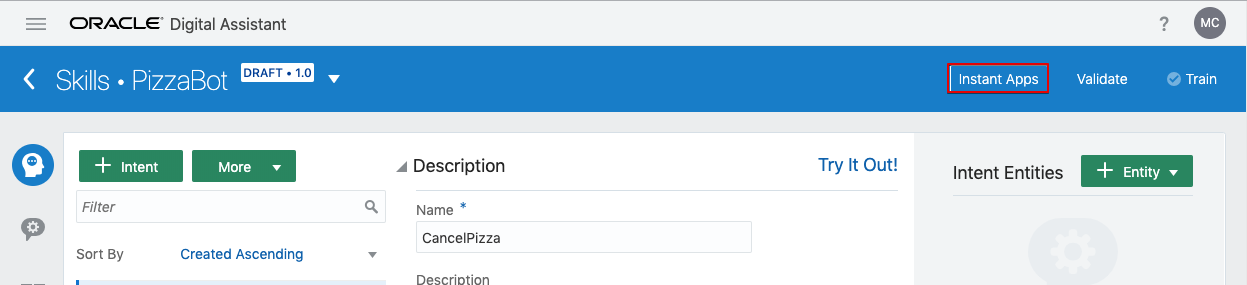 ORACLE Digital Assistant ? MC
Skills • PizzaBot DRAFT • 1.0 Instant Apps Validate Train
+ Intent More
Filter
Sort By Created Ascending
Description Try It Out!
Name *
CancelPizza
Description
Intent Entities + Entity